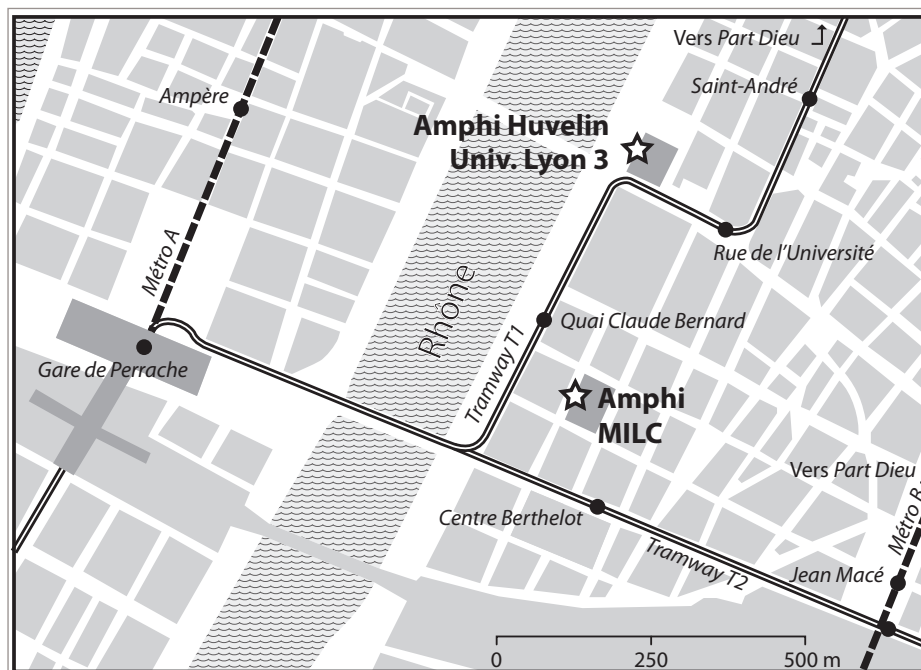 Vers Part Dieu
Ampère
Saint-André
Amphi Huvelin
Univ. Lyon 3
Métro A
Rue de l'Université
Rhône
Quai Claude Bernard
Gare de Perrache
Tramway T1
Amphi
MILC
Vers Part Dieu
Centre Berthelot
Métro B
Tramway T2
Jean Macé
0 250 500 m